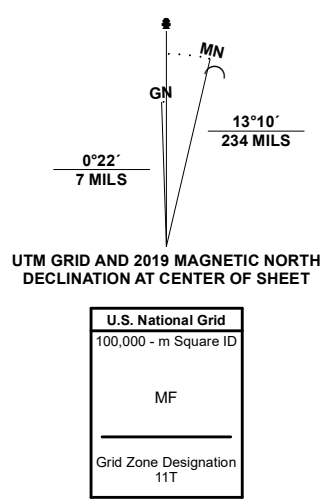 MN
GN
13°10´
234 MILS
0°22´
7 MILS
UTM GRID AND 2019 MAGNETIC NORTH
DECLINATION AT CENTER OF SHEET
U.S. National Grid
100,000 - m Square ID
MF
Grid Zone Designation
11T